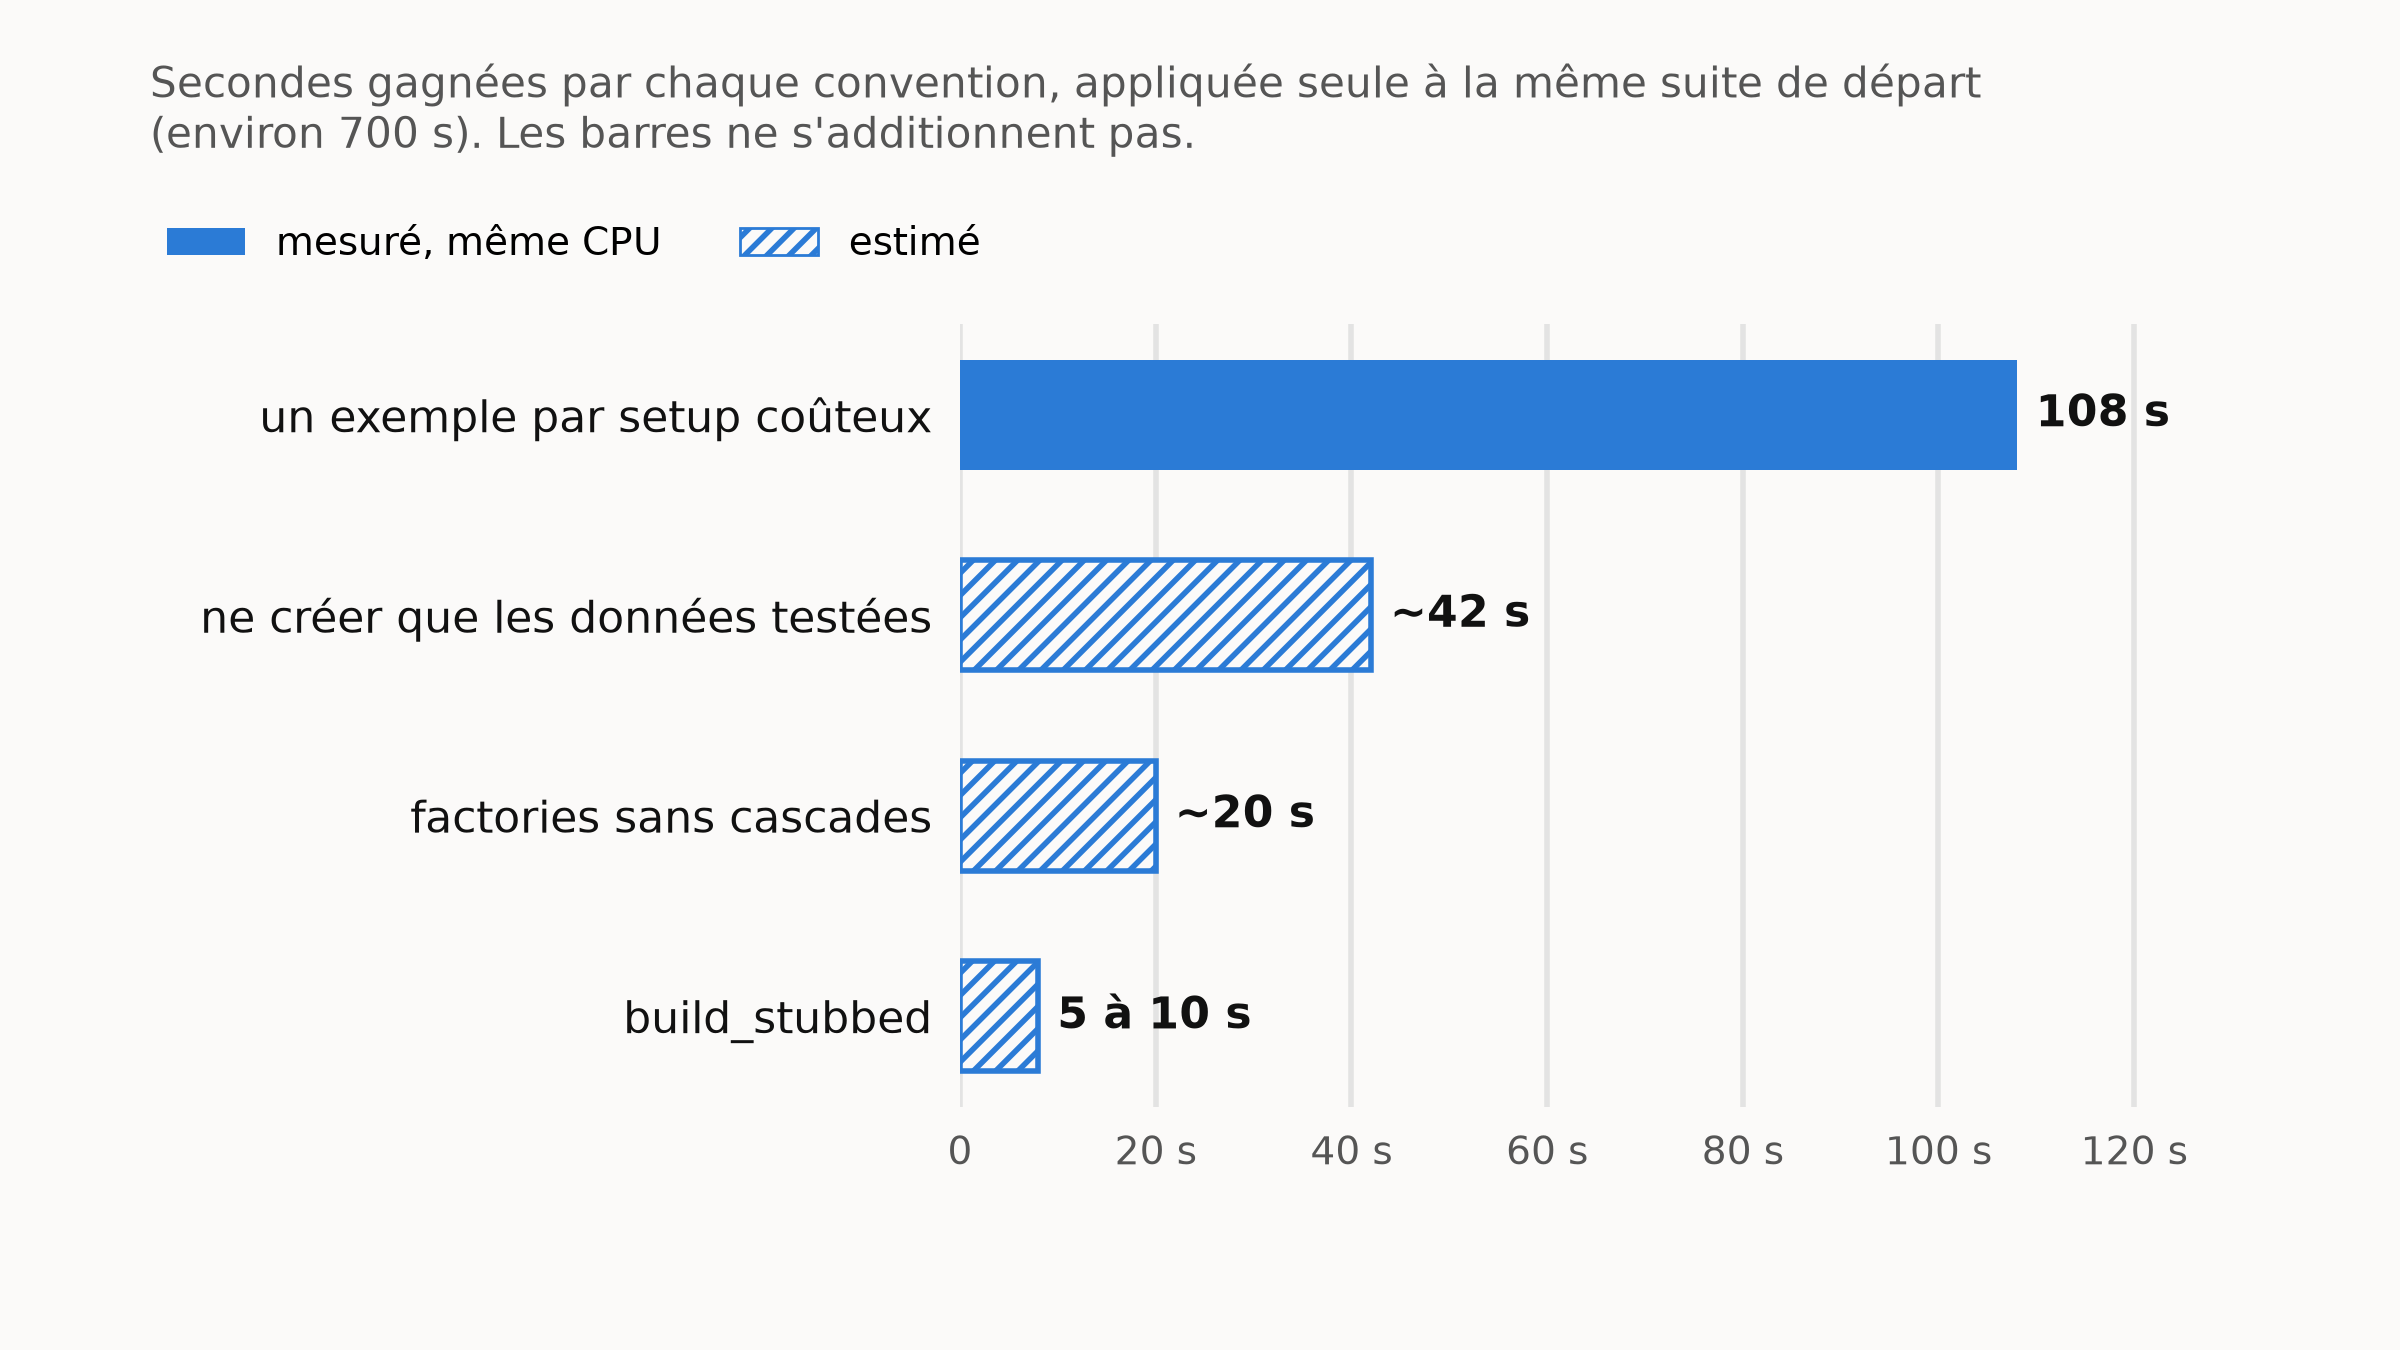 Secondes gagnées par chaque convention, appliquée seule à la même suite de départ
(environ 700 s). Les barres ne s'additionnent pas.
mesuré, même CPU
estimé
un exemple par setup coûteux
108 s
ne créer que les données testées
~42 s
factories sans cascades
~20 s
build_stubbed
5 à 10 s
0
20 s
40 s
60 s
80 s
100 s
120 s